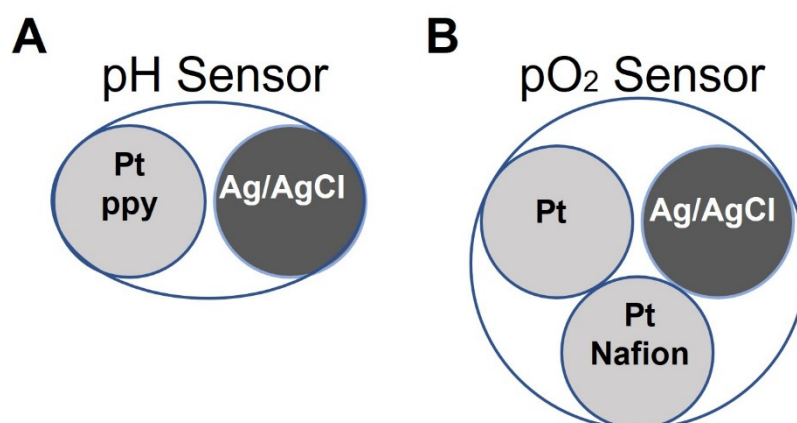 A
pH Sensor
Pt
ppy
Ag/AgCl
B
pO₂ Sensor
Pt
Ag/AgCl
Pt
Nafion